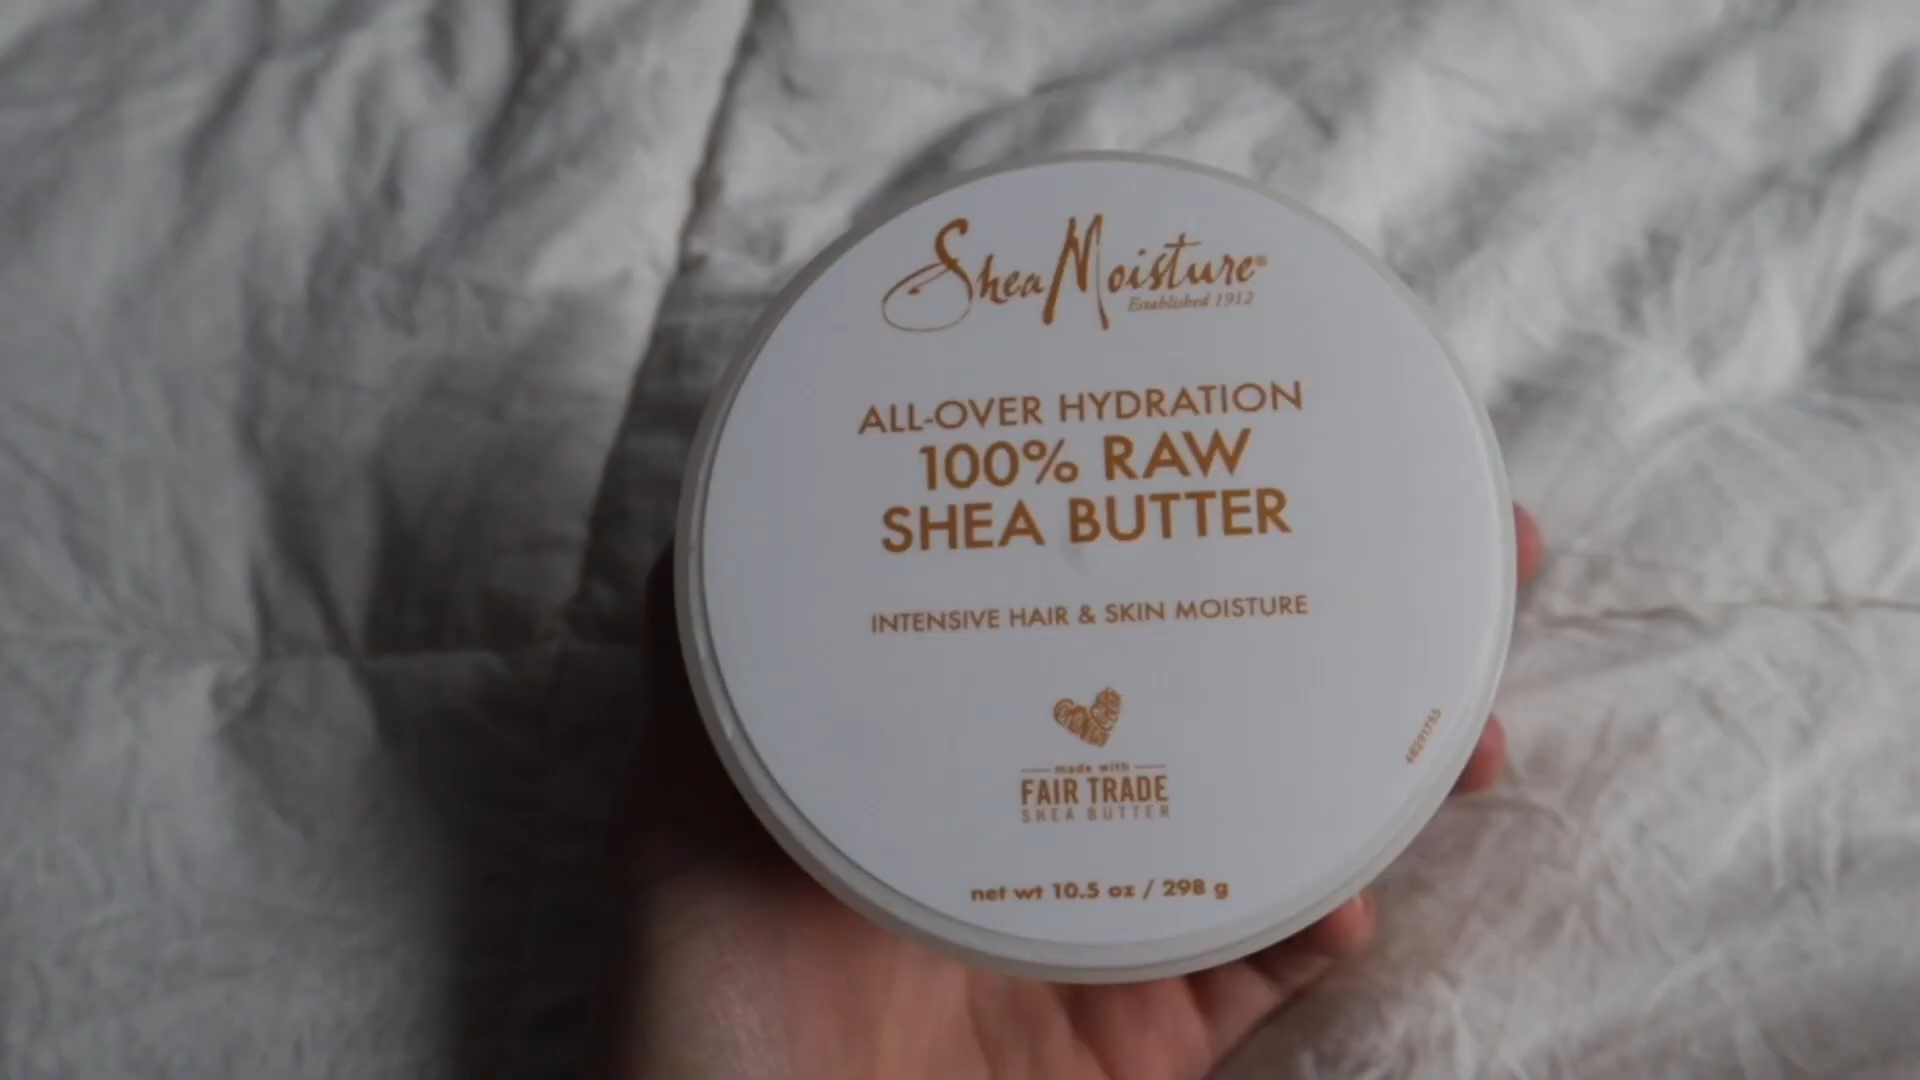 SheaMoisture®
Established 1912
ALL-OVER HYDRATION
100% RAW
SHEA BUTTER
INTENSIVE HAIR & SKIN MOISTURE
made with
FAIR TRADE
SHEA BUTTER
net wt 10.5 oz / 298 g